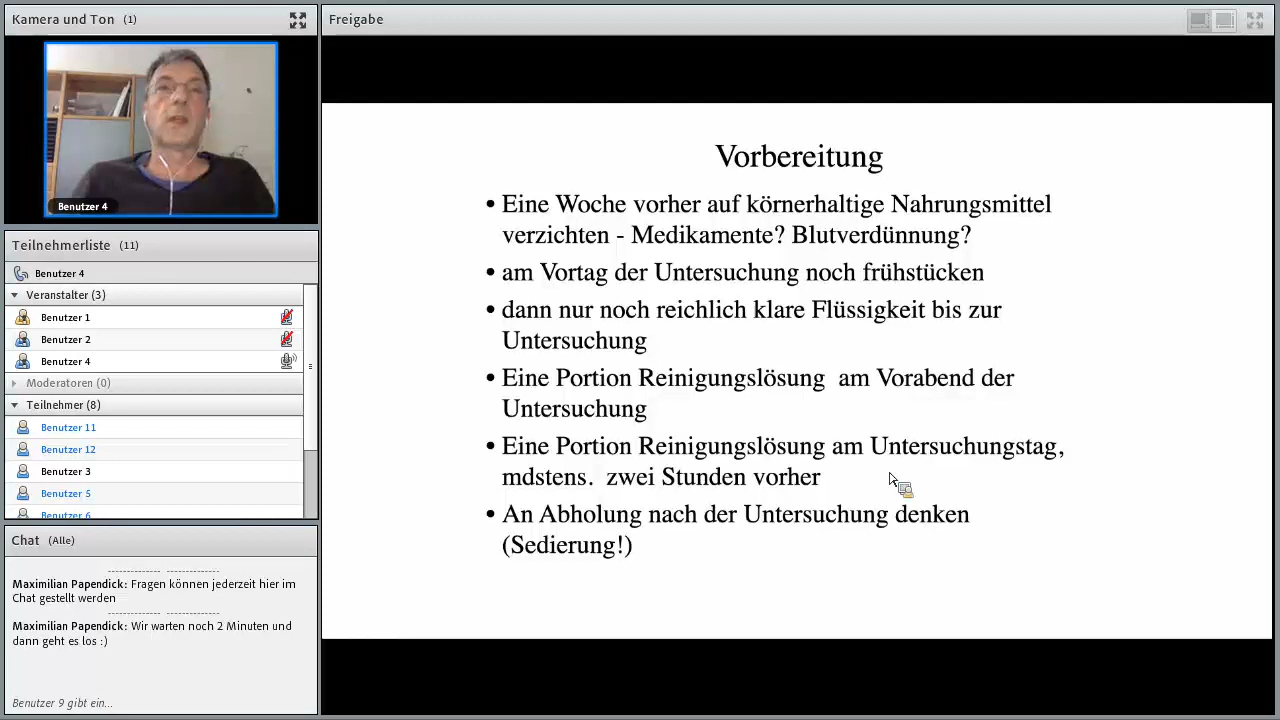 Kamera und Ton (1)
Benutzer 4
Teilnehmerliste (11)
Benutzer 4
Veranstalter (3)
Benutzer 1
Benutzer 2
Benutzer 4
Moderatoren (0)
Teilnehmer (8)
Benutzer 11
Benutzer 12
Benutzer 3
Benutzer 5
Benutzer 6
Chat (Alle)
Maximilian Papendick: Fragen können jederzeit hier im
Chat gestellt werden
Maximilian Papendick: Wir warten noch 2 Minuten und
dann geht es los :)
Benutzer 9 gibt ein...
Freigabe
Vorbereitung
• Eine Woche vorher auf körnerhaltige Nahrungsmittel
verzichten - Medikamente? Blutverdünnung?
• am Vortag der Untersuchung noch frühstücken
• dann nur noch reichlich klare Flüssigkeit bis zur
Untersuchung
• Eine Portion Reinigungslösung am Vorabend der
Untersuchung
• Eine Portion Reinigungslösung am Untersuchungstag,
mdstens. zwei Stunden vorher
• An Abholung nach der Untersuchung denken
(Sedierung!)